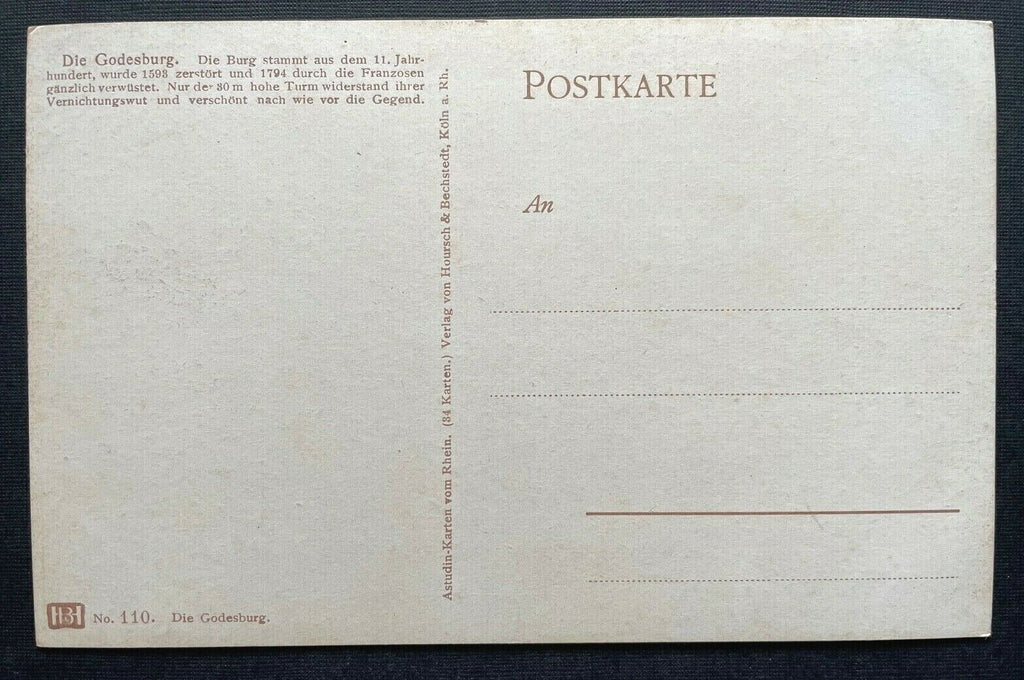 Die Godesburg. Die Burg stammt aus dem 11. Jahr-
hundert, wurde 1593 zerstört und 1794 durch die Franzosen
gänzlich verwüstet. Nur der 30 m hohe Turm widerstand ihrer
Vernichtungswut und verschönt nach wie vor die Gegend.
Astudin-Karten vom Rhein. (34 Karten.) Verlag von Hoursch & Bechstedt, Köln a. Rh.
POSTKARTE
An
HB No. 110. Die Godesburg.